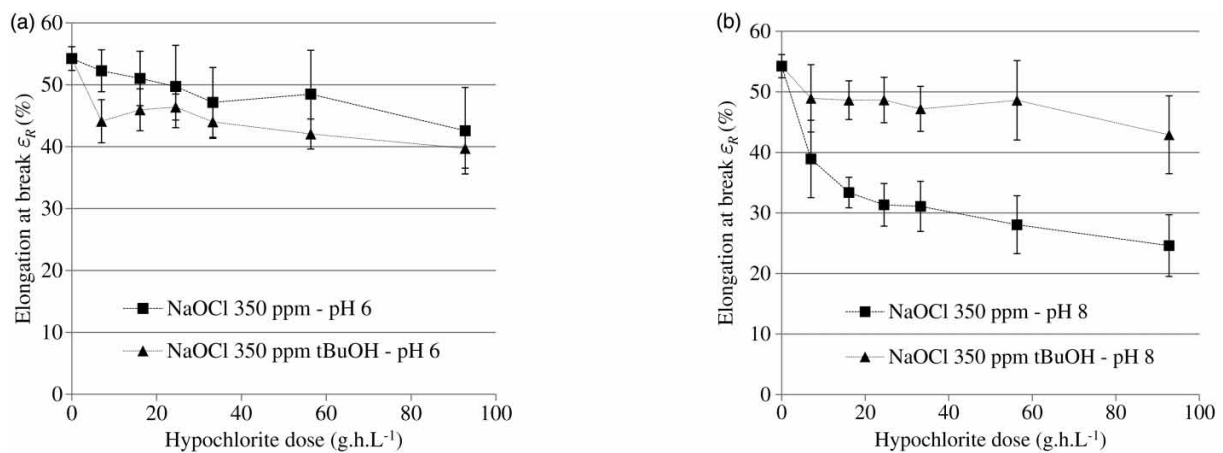 (a)
60
50
40
30
20
10
0
Elongation at break ε_R (%)
NaOCl 350 ppm - pH 6
NaOCl 350 ppm tBuOH - pH 6
0 20 40 60 80 100
Hypochlorite dose (g.h.L⁻¹)
(b)
60
50
40
30
20
10
0
Elongation at break ε_R (%)
NaOCl 350 ppm - pH 8
NaOCl 350 ppm tBuOH - pH 8
0 20 40 60 80 100
Hypochlorite dose (g.h.L⁻¹)